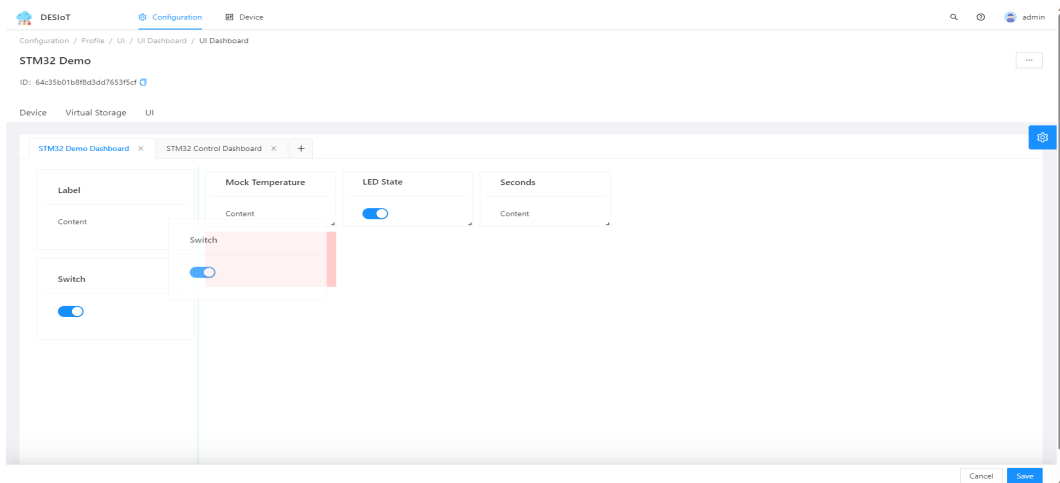 DESIoT Configuration Device admin
Configuration / Profile / UI / UI Dashboard / UI Dashboard
STM32 Demo
...
ID: 64c35b01b8f8d3dd7653f5cf
Device Virtual Storage UI
STM32 Demo Dashboard × STM32 Control Dashboard × +
Label
Content
Switch
Mock Temperature
Content
LED State
Seconds
Content
Switch
Cancel Save